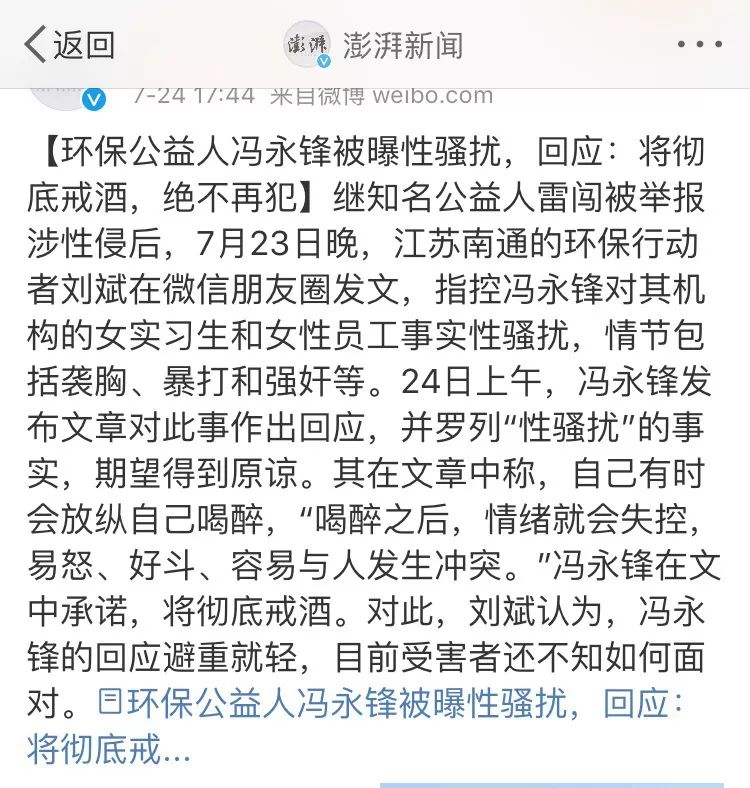 返回
澎湃
澎湃新闻
7-24 17:44 来自微博 weibo.com
【环保公益人冯永锋被曝性骚扰，回应：将彻
底戒酒，绝不再犯】继知名公益人雷闯被举报
涉性侵后，7月23日晚，江苏南通的环保行动
者刘斌在微信朋友圈发文，指控冯永锋对其机
构的女实习生和女性员工事实性骚扰，情节包
括袭胸、暴打和强奸等。24日上午，冯永锋发
布文章对此事作出回应，并罗列“性骚扰”的事
实，期望得到原谅。其在文章中称，自己有时
会放纵自己喝醉，“喝醉之后，情绪就会失控，
易怒、好斗、容易与人发生冲突。”冯永锋在文
中承诺，将彻底戒酒。对此，刘斌认为，冯永
锋的回应避重就轻，目前受害者还不知如何面
对。环保公益人冯永锋被曝性骚扰，回应：
将彻底戒...